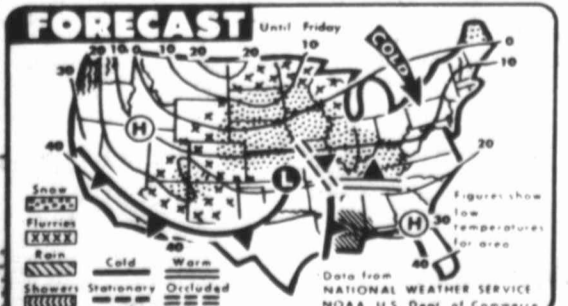 FORECAST Until Friday
20 10 0 10 20 20 10
0
10
30
COLD
H
40
20
L
Snow
Flurries
XXXX
Rain
Showers
Cold Warm
Stationary Occluded
40
H
30
40
Figures show
low
temperatures
for area
Data from
NATIONAL WEATHER SERVICE
NOAA U.S. Dept. of Commerce